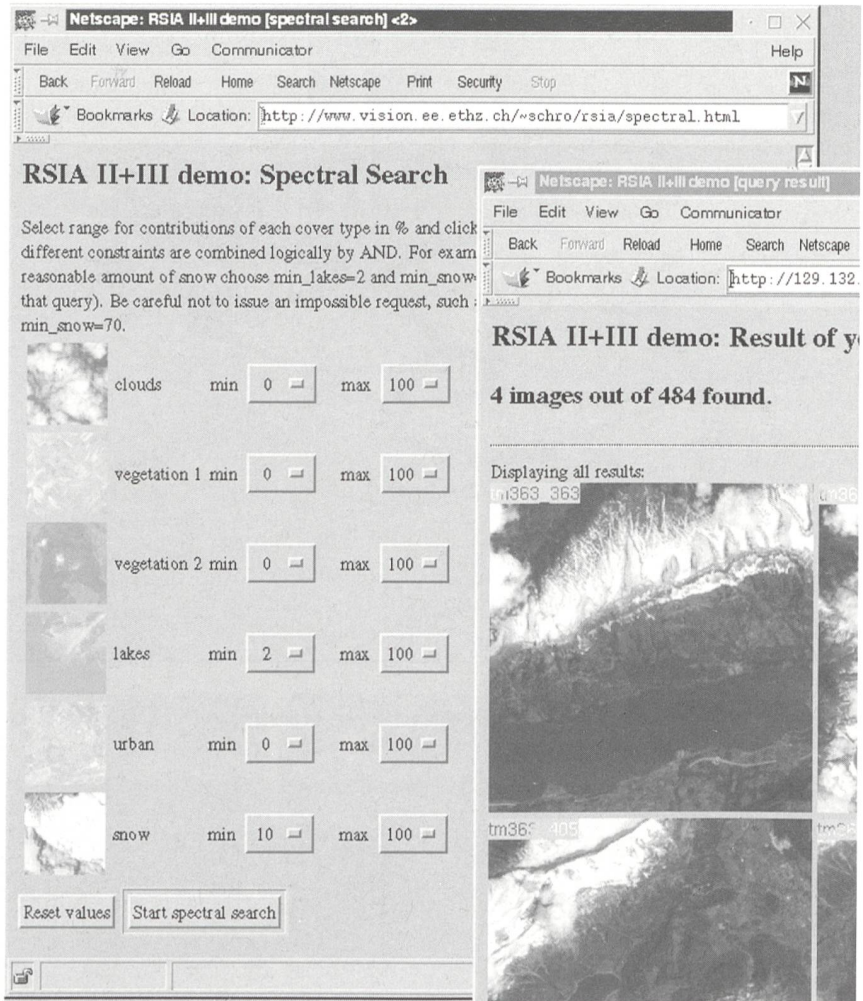 Netscape: RSIA II+III demo [spectral search] <2>
File Edit View Go Communicator Help
Back Forward Reload Home Search Netscape Print Security Stop
N
Bookmarks Location: http://www.vision.ee.ethz.ch/~schro/rsia/spectral.html
RSIA II+III demo: Spectral Search
Select range for contributions of each cover type in % and click
different constraints are combined logically by AND. For exam
reasonable amount of snow choose min_lakes=2 and min_snow
that query). Be careful not to issue an impossible request, such
min_snow=70.
clouds min 0 max 100
vegetation 1 min 0 max 100
vegetation 2 min 0 max 100
lakes min 2 max 100
urban min 0 max 100
snow min 10 max 100
Reset values Start spectral search
Netscape: RSIA II+III demo [query result]
File Edit View Go Communicator
Back Forward Reload Home Search Netscape
Bookmarks Location: http://129.132.
RSIA II+III demo: Result of y
4 images out of 484 found.
Displaying all results:
tm363_363
tm363_405